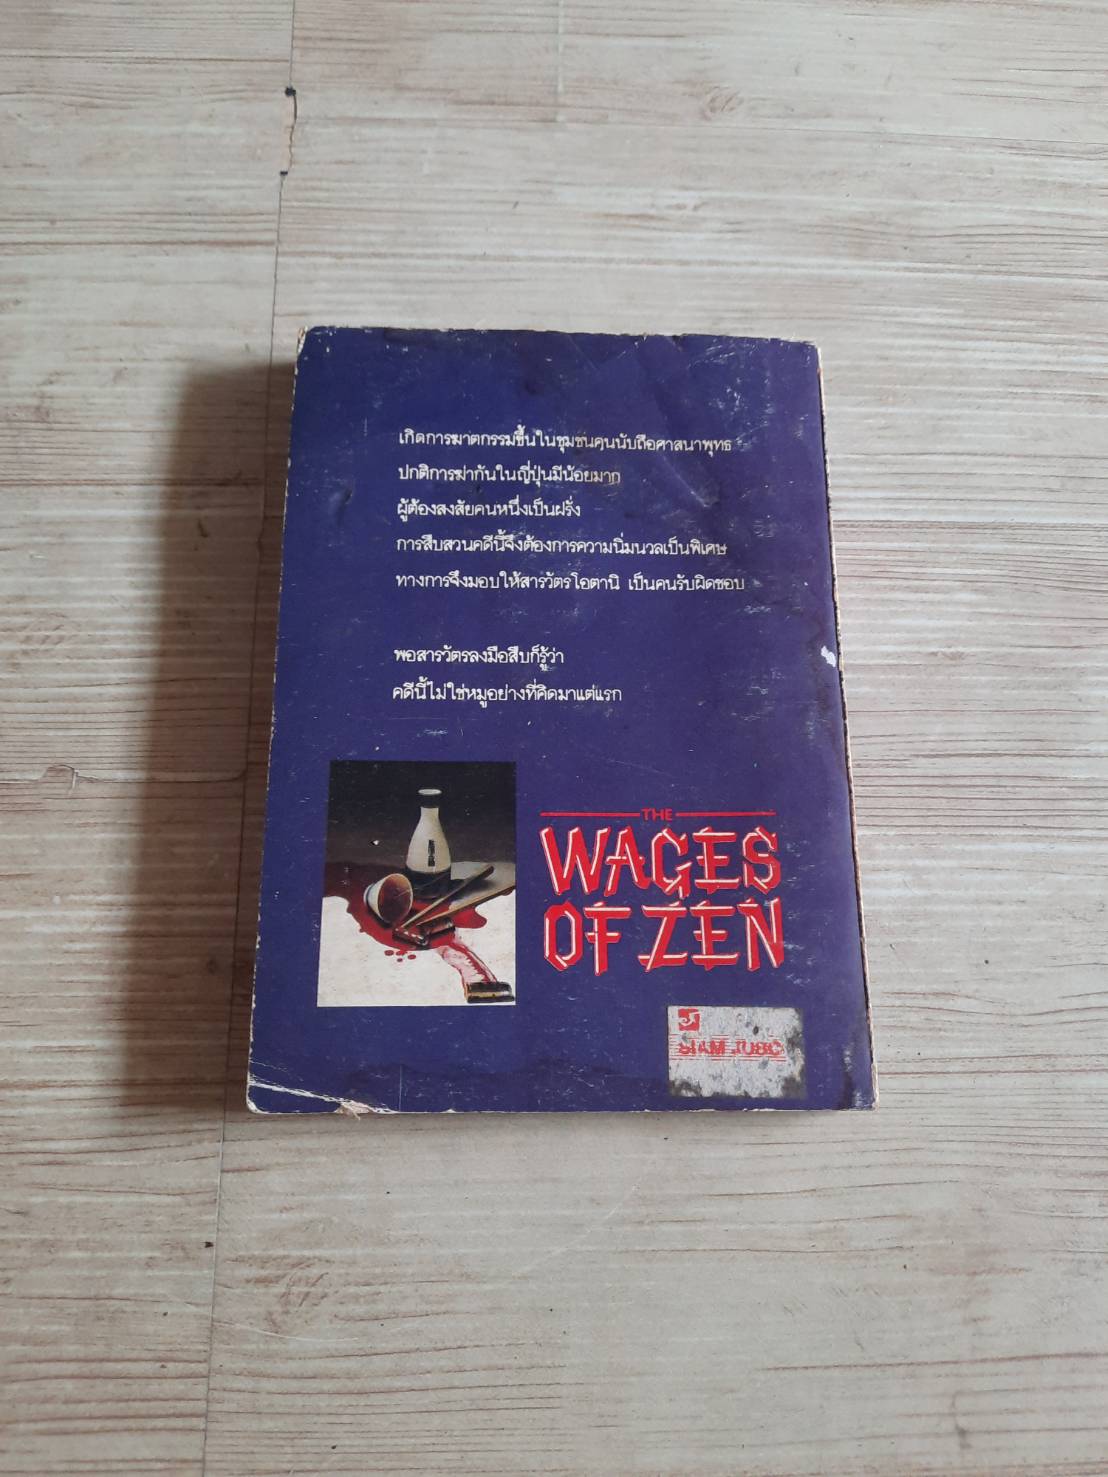 เกิดการฆาตกรรมขึ้นในชุมชนคนนับถือศาสนาพุทธ
ปกติการฆ่ากันในญี่ปุ่นมีน้อยมาก
ผู้ต้องสงสัยคนหนึ่งเป็นฝรั่ง
การสืบสวนคดีนี้จึงต้องการความนิ่มนวลเป็นพิเศษ
ทางการจึงมอบให้สารวัตรโอตานิ เป็นคนรับผิดชอบ
พอสารวัตรลงมือสืบก็รู้ว่า
คดีนี้ไม่ใช่หมูอย่างที่คิดมาแต่แรก
THE
WAGES
OF ZEN
SIAM